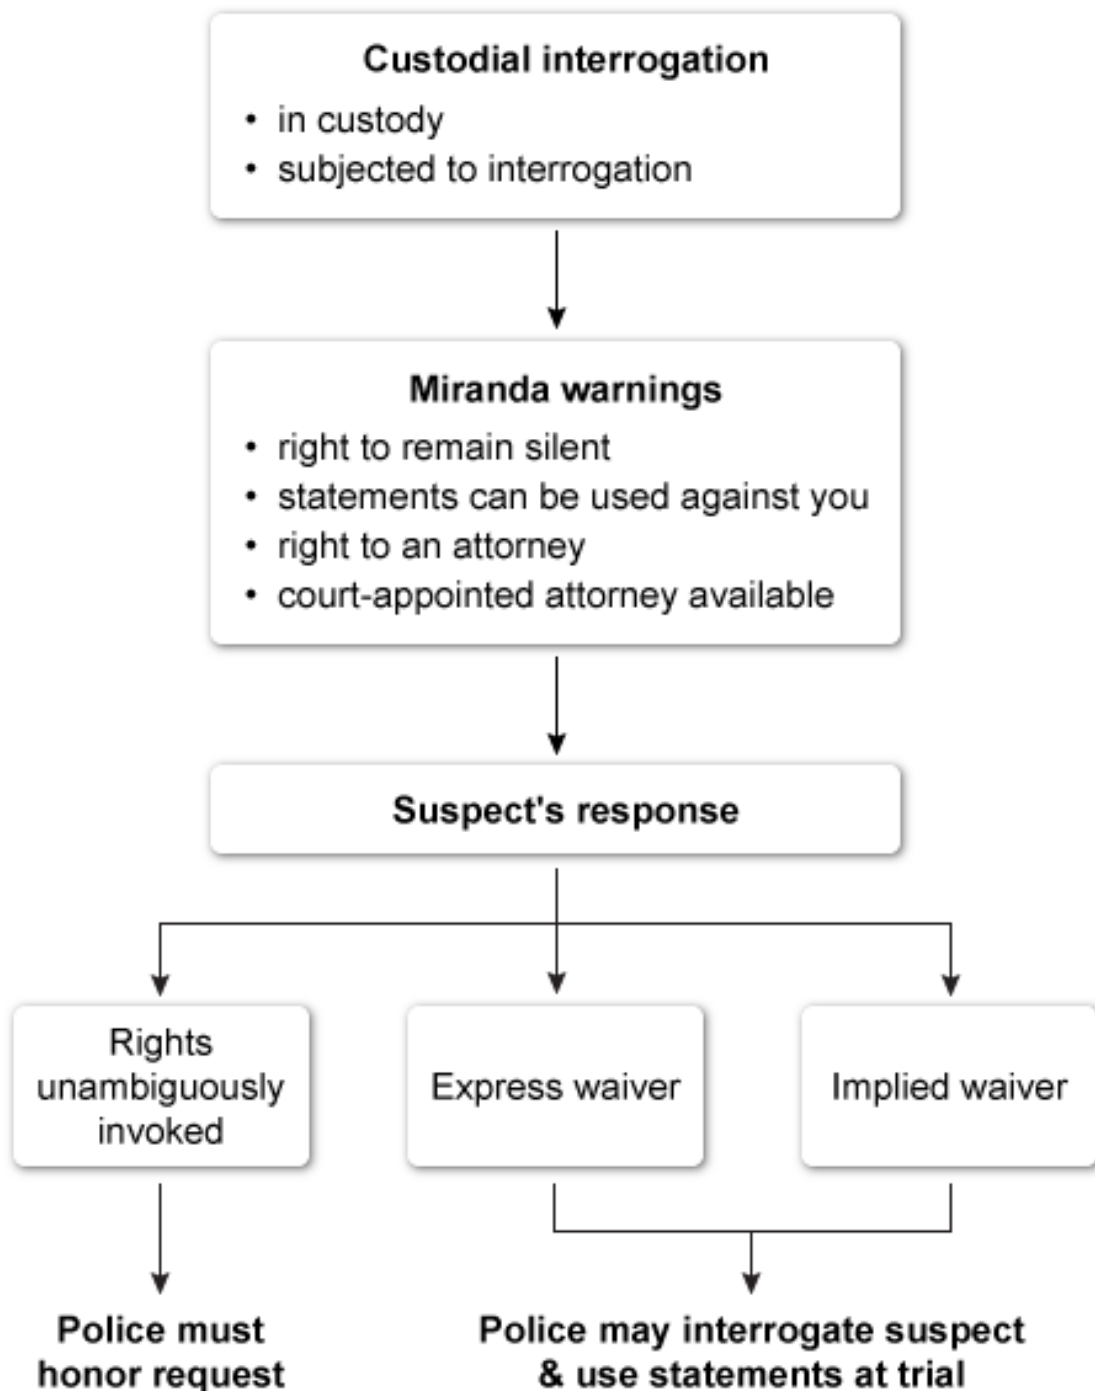 Custodial interrogation
• in custody
• subjected to interrogation
Miranda warnings
• right to remain silent
• statements can be used against you
• right to an attorney
• court-appointed attorney available
Suspect's response
Rights
unambiguously
invoked
Express waiver
Implied waiver
Police must
honor request
Police may interrogate suspect
& use statements at trial